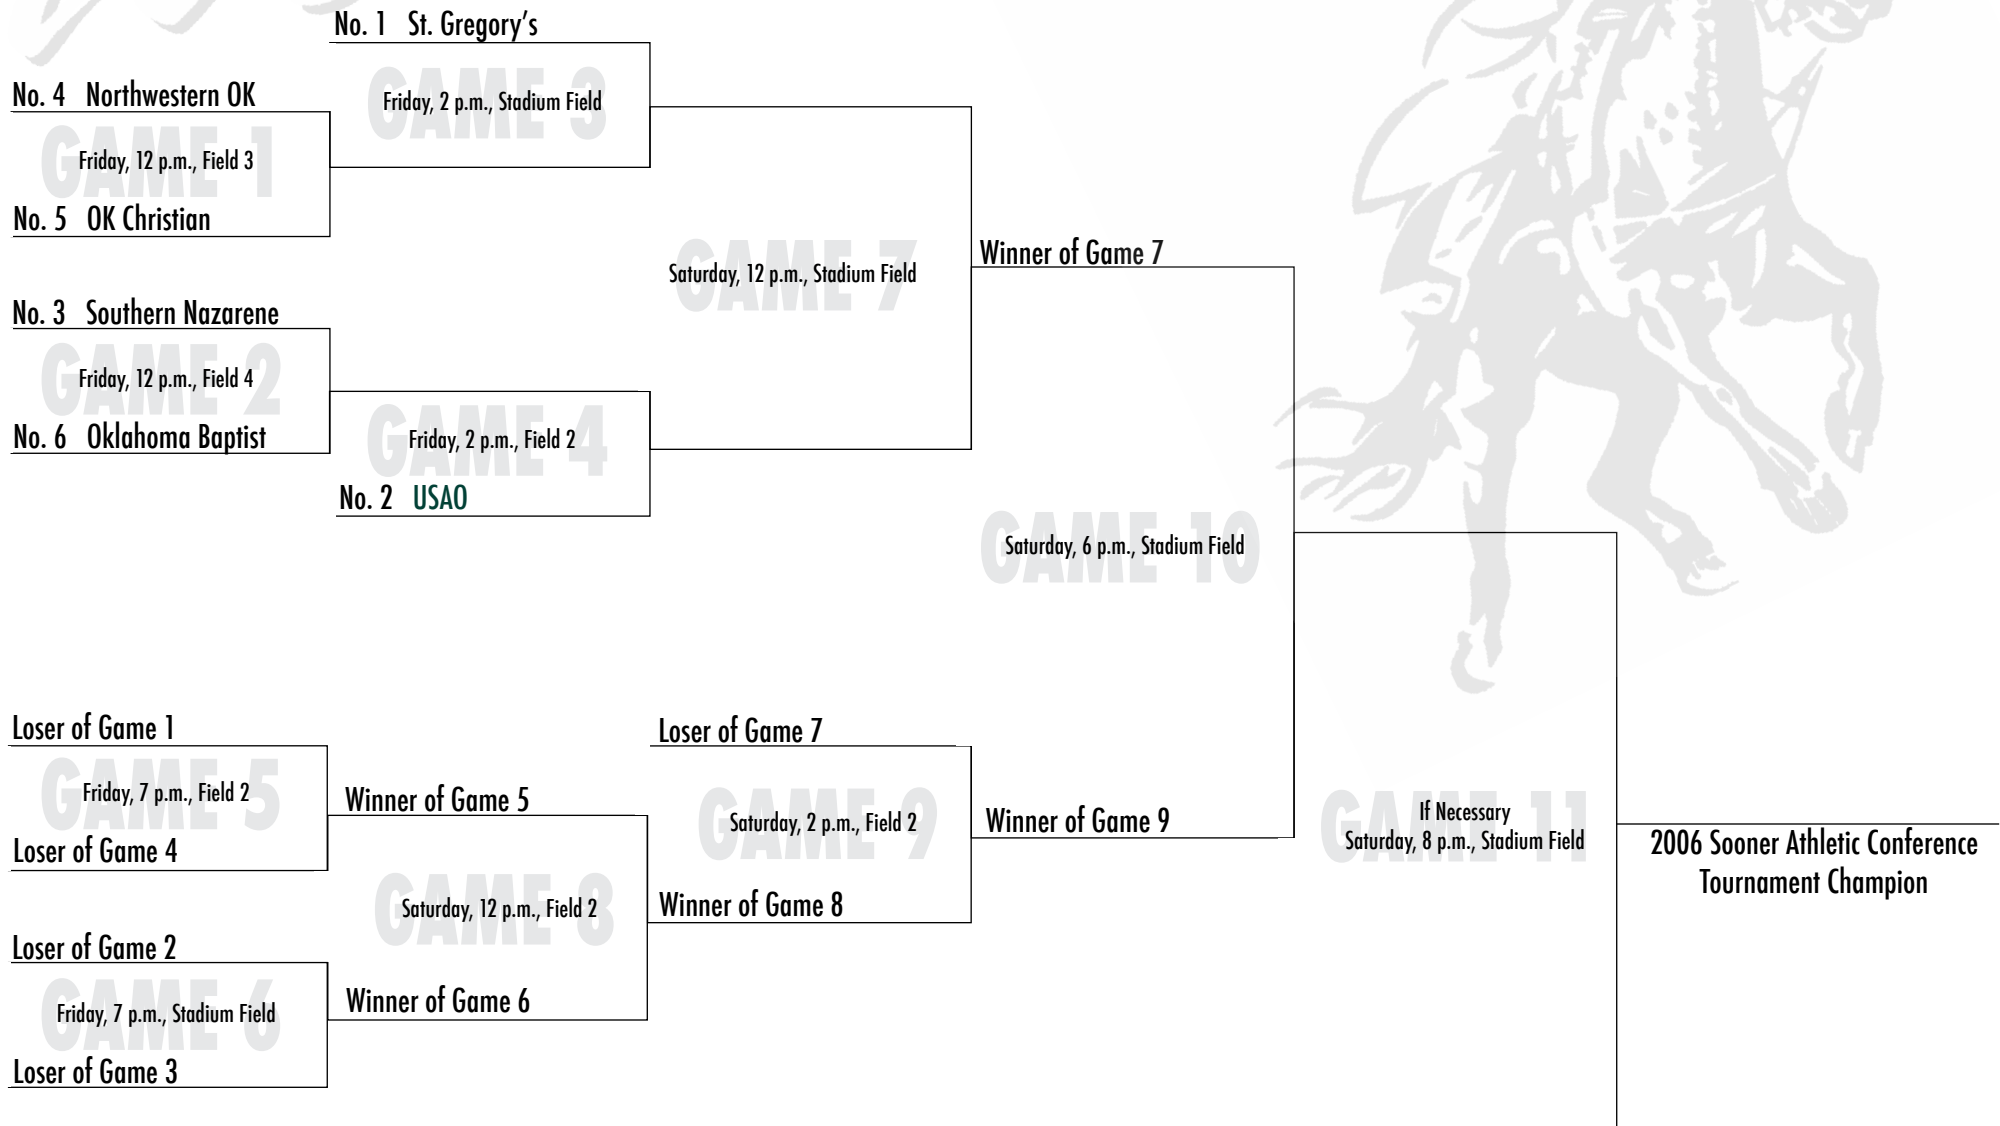 No. 1 St. Gregory's
GAME 3
Friday, 2 p.m., Stadium Field
No. 4 Northwestern OK
GAME 1
Friday, 12 p.m., Field 3
No. 5 OK Christian
No. 3 Southern Nazarene
GAME 2
Friday, 12 p.m., Field 4
No. 6 Oklahoma Baptist
GAME 4
Friday, 2 p.m., Field 2
No. 2 USAO
GAME 7
Saturday, 12 p.m., Stadium Field
Winner of Game 7
GAME 10
Saturday, 6 p.m., Stadium Field
Loser of Game 1
GAME 5
Friday, 7 p.m., Field 2
Loser of Game 4
Winner of Game 5
GAME 8
Saturday, 12 p.m., Field 2
Winner of Game 6
Loser of Game 2
GAME 6
Friday, 7 p.m., Stadium Field
Loser of Game 3
Loser of Game 7
GAME 9
Saturday, 2 p.m., Field 2
Winner of Game 8
Winner of Game 9
GAME 11
If Necessary
Saturday, 8 p.m., Stadium Field
2006 Sooner Athletic Conference
Tournament Champion